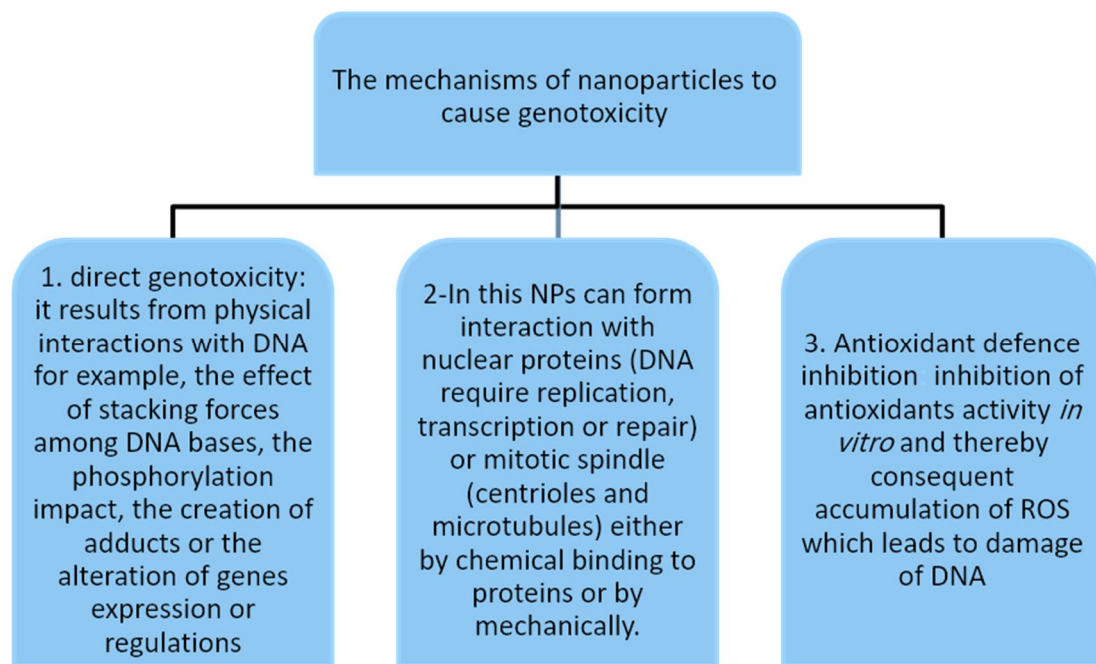 The mechanisms of nanoparticles to
cause genotoxicity
1. direct genotoxicity:
it results from physical
interactions with DNA
for example, the effect
of stacking forces
among DNA bases, the
phosphorylation
impact, the creation of
adducts or the
alteration of genes
expression or
regulations
2-In this NPs can form
interaction with
nuclear proteins (DNA
require replication,
transcription or repair)
or mitotic spindle
(centrioles and
microtubules) either
by chemical binding to
proteins or by
mechanically.
3. Antioxidant defence
inhibition: inhibition of
antioxidants activity in
vitro and thereby
consequent
accumulation of ROS
which leads to damage
of DNA